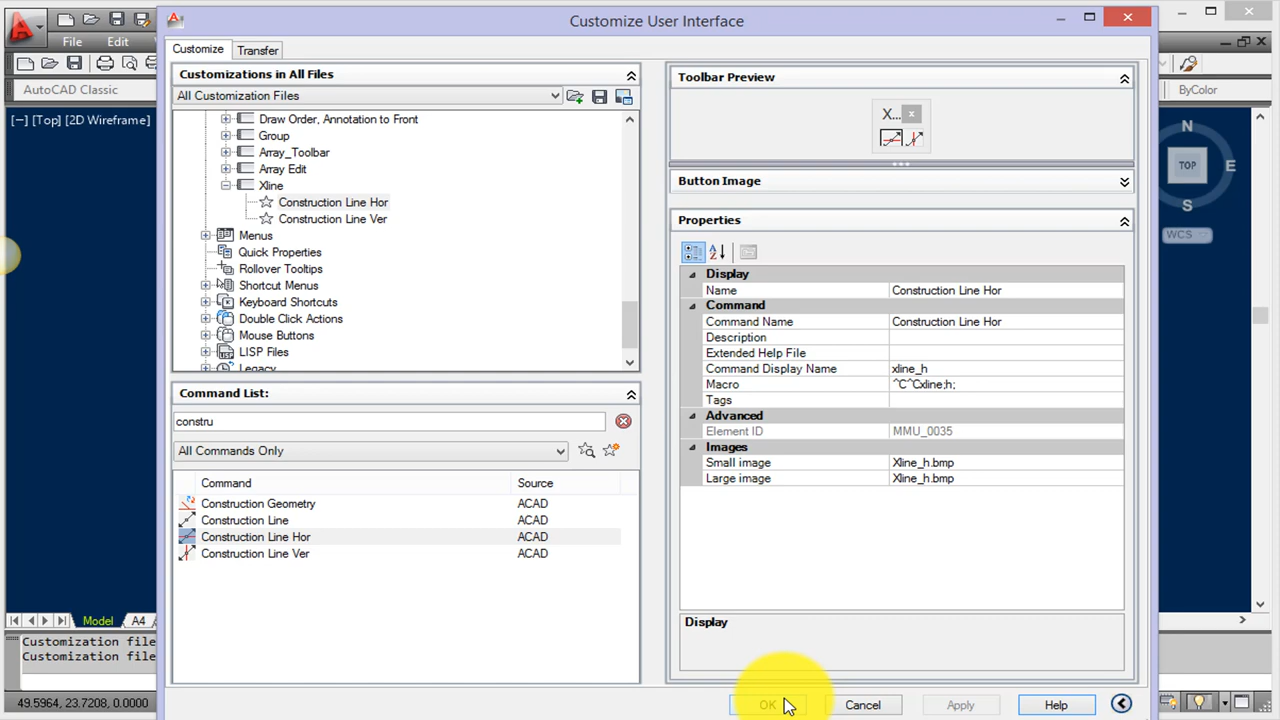 Customize User Interface
File Edit
AutoCAD Classic
ByColor
[−] [Top] [2D Wireframe]
N
TOP
E
S
WCS
Customize Transfer
Customizations in All Files
All Customization Files
Draw Order, Annotation to Front
Group
Array_Toolbar
Array Edit
Xline
Construction Line Hor
Construction Line Ver
Menus
Quick Properties
Rollover Tooltips
Shortcut Menus
Keyboard Shortcuts
Double Click Actions
Mouse Buttons
LISP Files
Legacy
Command List:
constru
All Commands Only
Command Source
Construction Geometry ACAD
Construction Line ACAD
Construction Line Hor ACAD
Construction Line Ver ACAD
Toolbar Preview
X...
Button Image
Properties
Display
Name Construction Line Hor
Command
Command Name Construction Line Hor
Description
Extended Help File
Command Display Name xline_h
Macro ^C^Cxline;h;
Tags
Advanced
Element ID MMU_0035
Images
Small image Xline_h.bmp
Large image Xline_h.bmp
Display
OK Cancel Apply Help
Model A4
Customization file
Customization file
49.5964, 23.7208, 0.0000